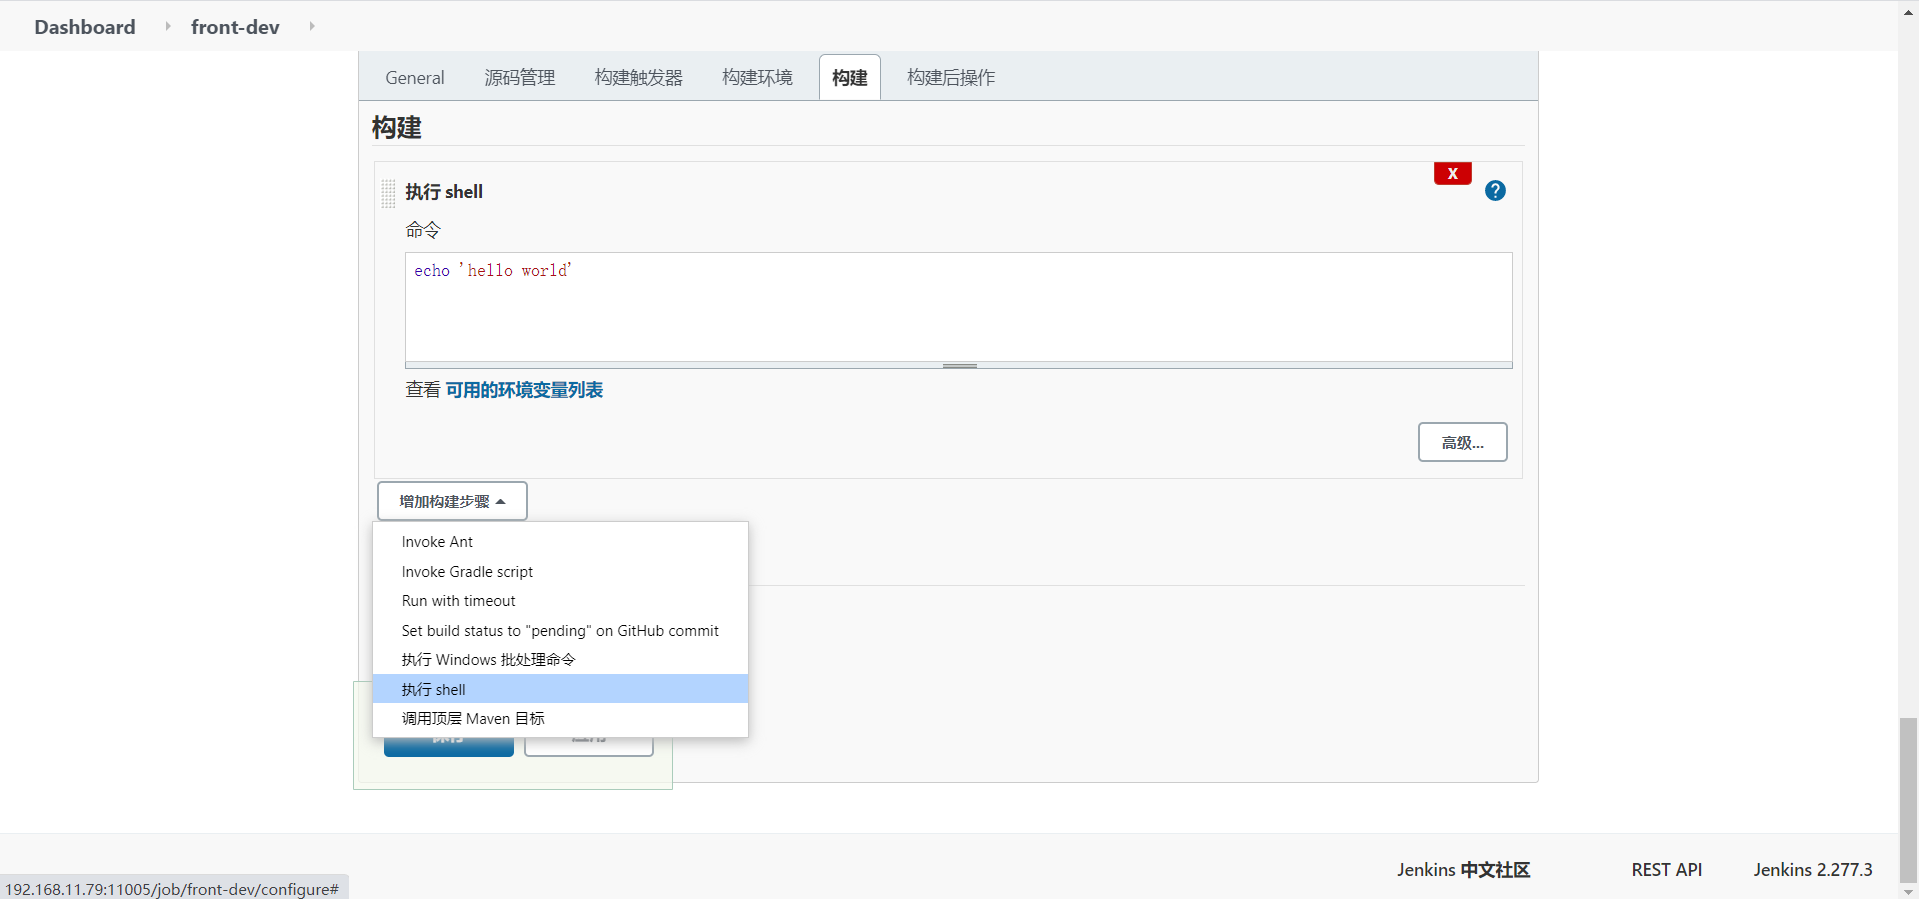 Dashboard front-dev
General 源码管理 构建触发器 构建环境 构建 构建后操作
构建
X
执行 shell
?
命令
echo 'hello world'
查看 可用的环境变量列表
高级...
增加构建步骤
Invoke Ant
Invoke Gradle script
Run with timeout
Set build status to "pending" on GitHub commit
执行 Windows 批处理命令
执行 shell
调用顶层 Maven 目标
Jenkins 中文社区 REST API Jenkins 2.277.3
192.168.11.79:11005/job/front-dev/configure#